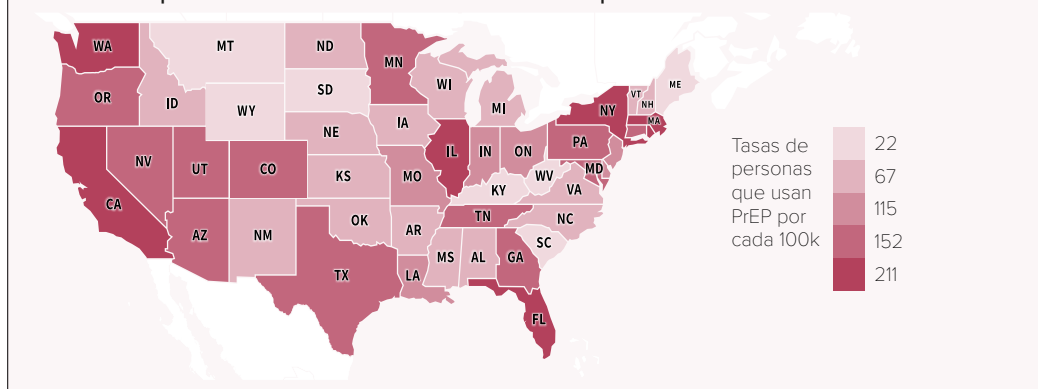 WA
MT
ND
MN
OR
ID
WY
SD
WI
MI
VT
NH
ME
NY
MA
NV
UT
CO
NE
IA
IL
IN
ON
PA
MD
CA
KS
MO
KY
WV
VA
AZ
NM
OK
AR
TN
NC
SC
TX
LA
MS
AL
GA
FL
Tasas de
personas
que usan
PrEP por
cada 100k
22
67
115
152
211